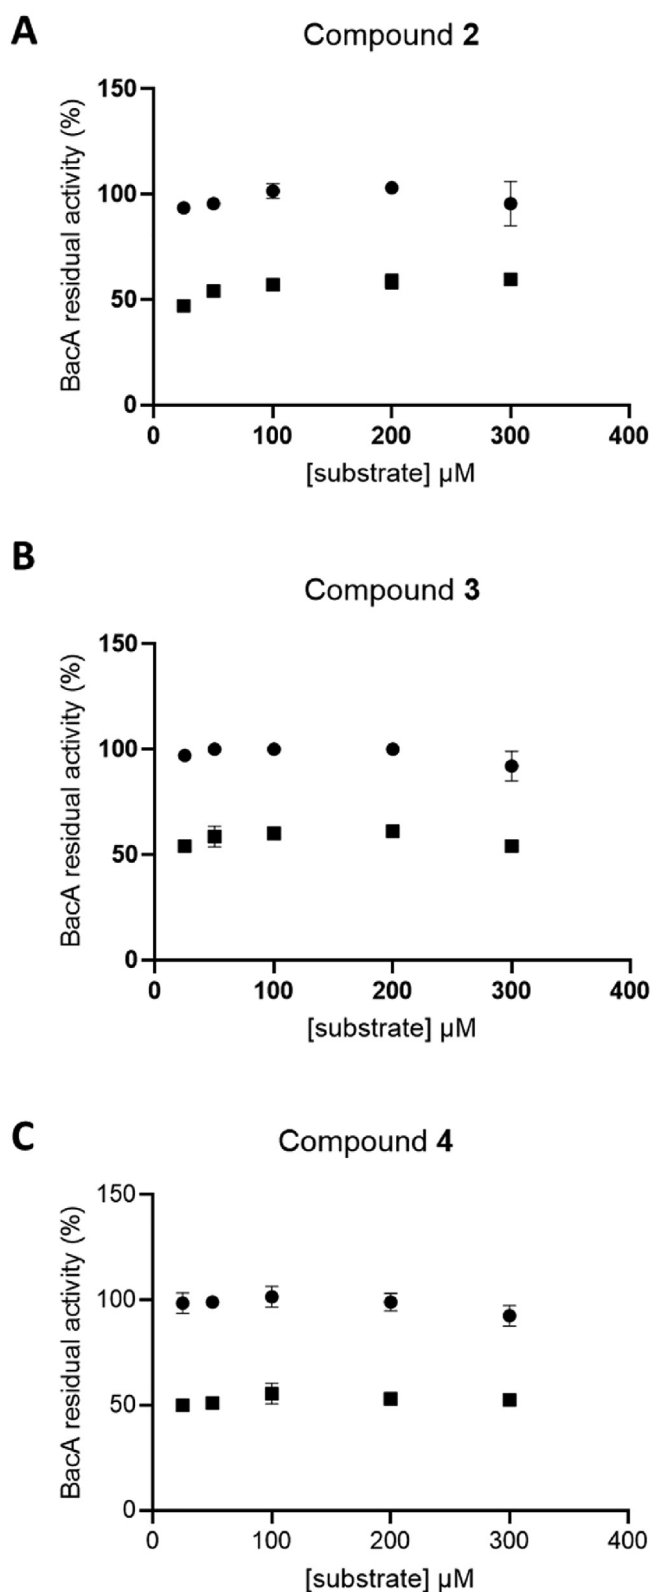 A
Compound 2
BacA residual activity (%)
150
100
50
0
0 100 200 300 400
[substrate] µM
B
Compound 3
BacA residual activity (%)
150
100
50
0
0 100 200 300 400
[substrate] µM
C
Compound 4
BacA residual activity (%)
150
100
50
0
0 100 200 300 400
[substrate] µM